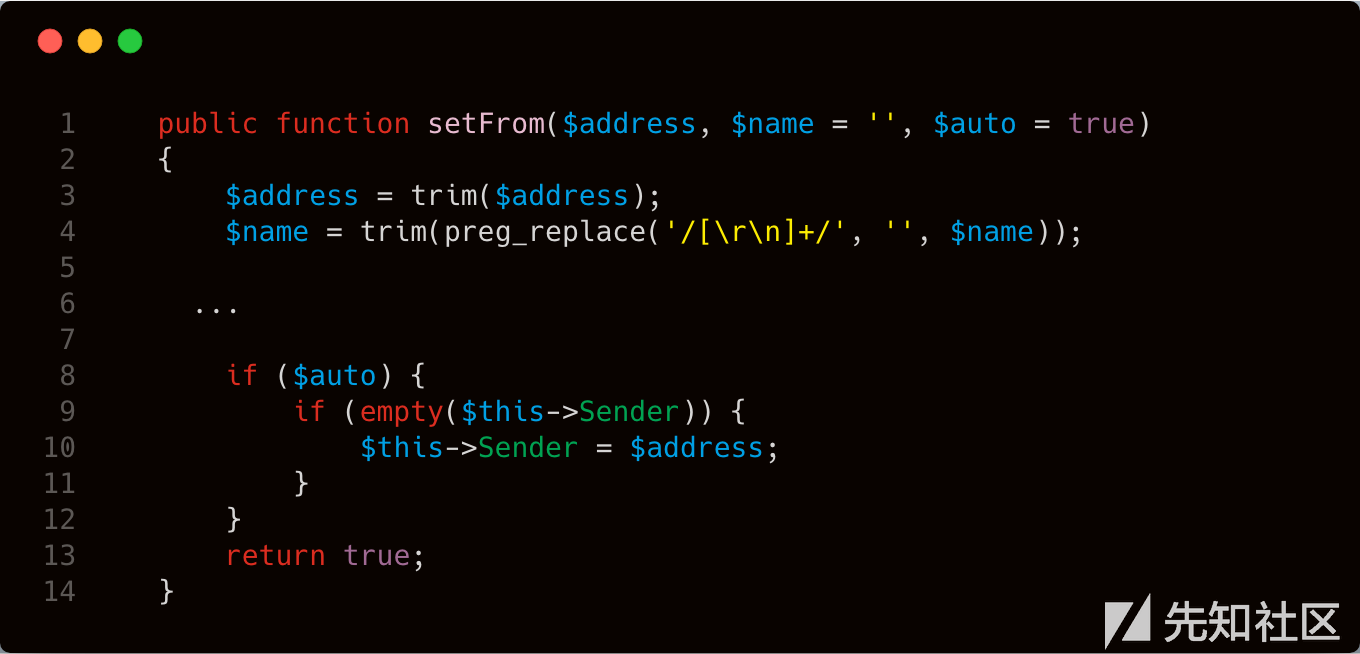 1 public function setFrom($address, $name = '', $auto = true)
2 {
3 $address = trim($address);
4 $name = trim(preg_replace('/[\r\n]+/', '', $name));
5
6 ...
7
8 if ($auto) {
9 if (empty($this->Sender)) {
10 $this->Sender = $address;
11 }
12 }
13 return true;
14 }
先知社区